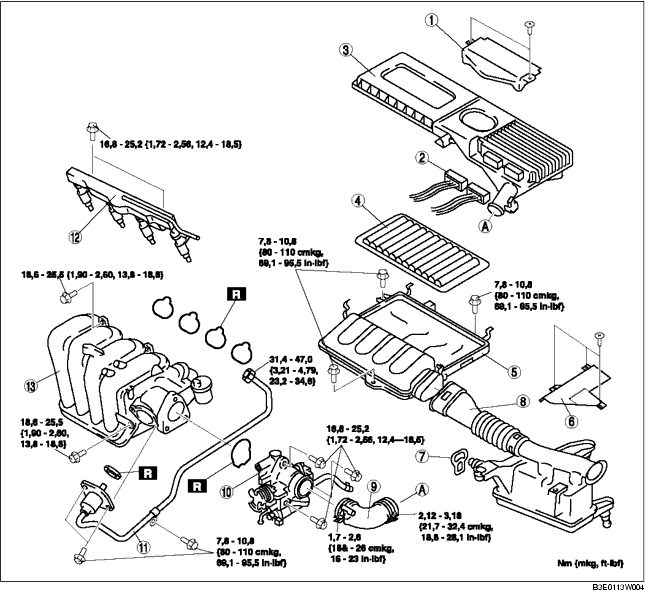 1
3
16,6 - 25,2 {1,72 - 2,56, 12,4 - 18,5}
2
A
4
12
7,8 - 10,8
{80 - 110 cmkg,
69,1 - 95,5 in-lbf}
18,6 - 25,5 {1,90 - 2,60, 13,8 - 18,8}
7,8 - 10,8
{80 - 110 cmkg,
69,1 - 95,5 in-lbf}
R
31,4 - 47,0
{3,21 - 4,79,
23,2 - 34,6}
13
5
8
6
18,6 - 25,5
{1,90 - 2,60,
13,8 - 18,8}
16,6 - 25,2
{1,72 - 2,56, 12,4—18,5}
7
R
R
10
9
A
11
7,8 - 10,8
{80 - 110 cmkg,
69,1 - 95,5 in-lbf}
1,7 - 2,6
{18& - 26 cmkg,
15 - 23 in-lbf}
2,12 - 3,18
{21,7 - 32,4 cmkg,
18,8 - 28,1 in-lbf}
Nm {mkg, ft-lbf}
B3E0113W004